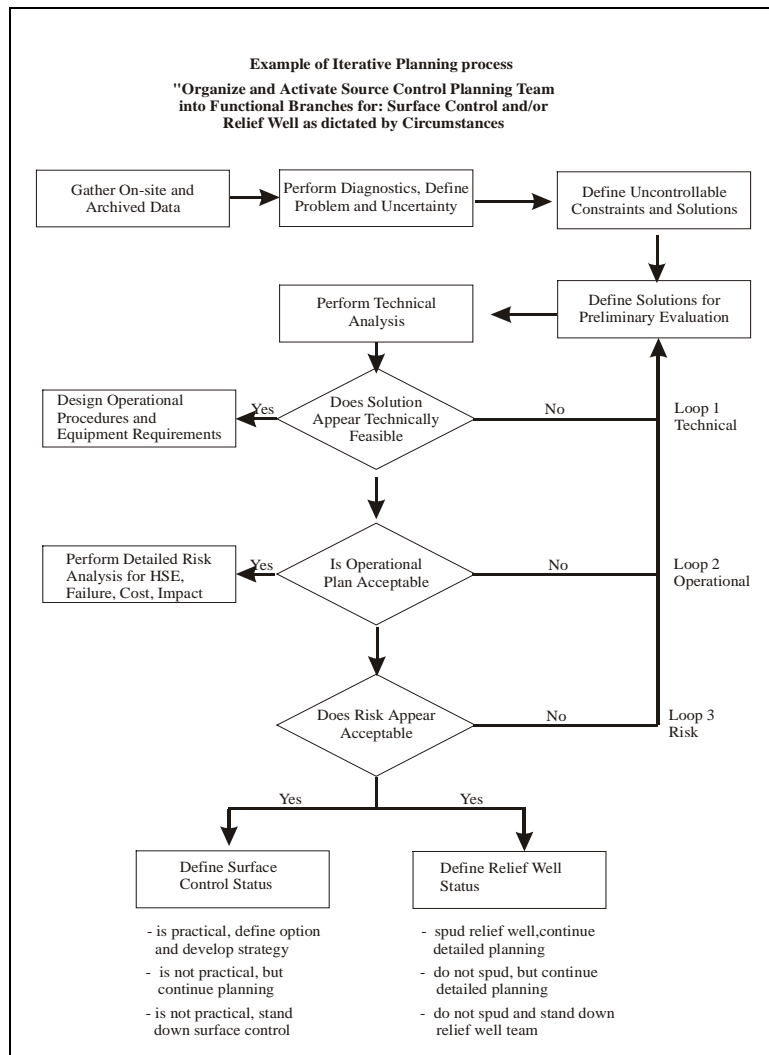 Example of Iterative Planning process
"Organize and Activate Source Control Planning Team
into Functional Branches for: Surface Control and/or
Relief Well as dictated by Circumstances
Gather On-site and
Archived Data
Perform Diagnostics, Define
Problem and Uncertainty
Define Uncontrollable
Constraints and Solutions
Perform Technical
Analysis
Define Solutions for
Preliminary Evaluation
Design Operational
Procedures and
Equipment Requirements
Yes
Does Solution
Appear Technically
Feasible
No
Loop 1
Technical
Perform Detailed Risk
Analysis for HSE,
Failure, Cost, Impact
Yes
Is Operational
Plan Acceptable
No
Loop 2
Operational
Does Risk Appear
Acceptable
No
Loop 3
Risk
Yes
Yes
Define Surface
Control Status
Define Relief Well
Status
- is practical, define option
and develop strategy
- is not practical, but
continue planning
- is not practical, stand
down surface control
- spud relief well,continue
detailed planning
- do not spud, but continue
detailed planning
- do not spud and stand down
relief well team